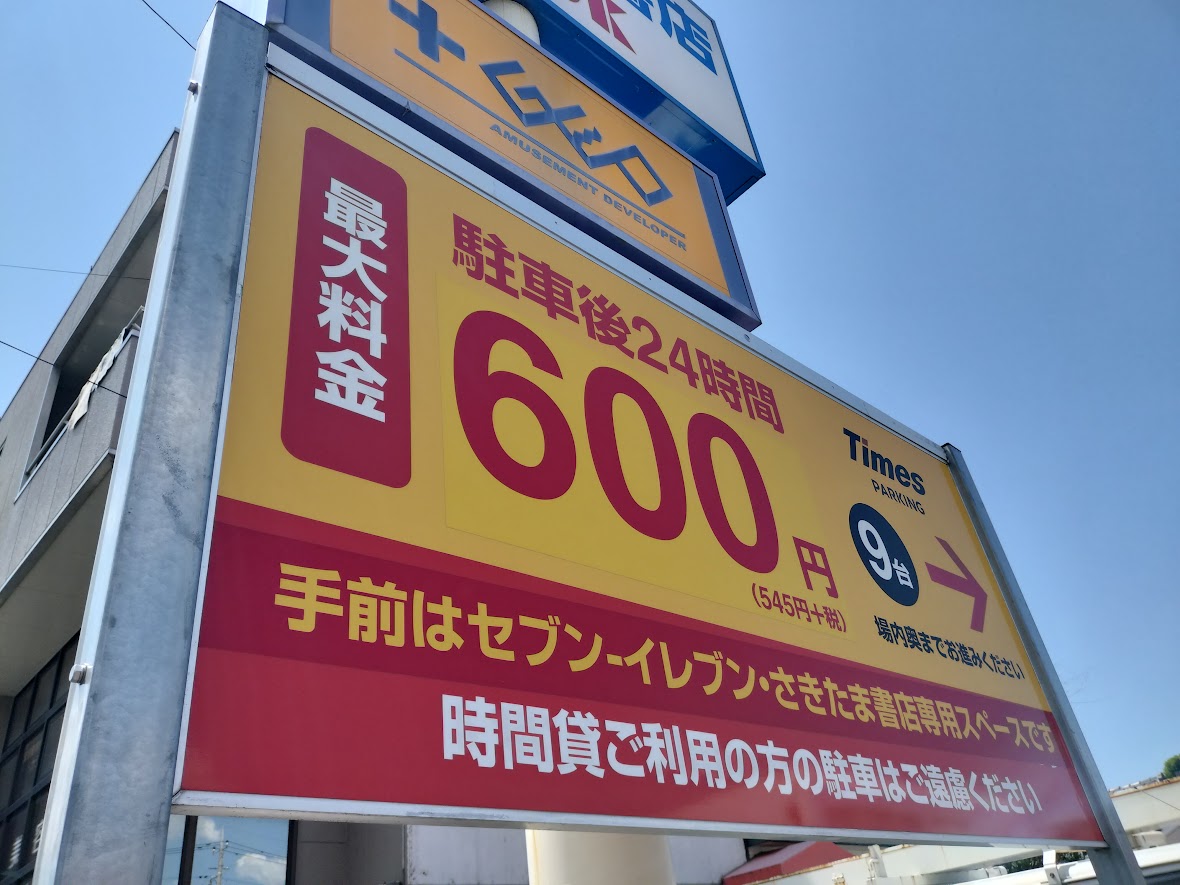 書店
AMUSEMENT DEVELOPER
最大料金
駐車後24時間
600円
(545円+税)
Times
PARKING
9台
場内奥までお進みください
手前はセブン-イレブン・さきたま書店専用スペースです
時間貸ご利用の方の駐車はご遠慮ください